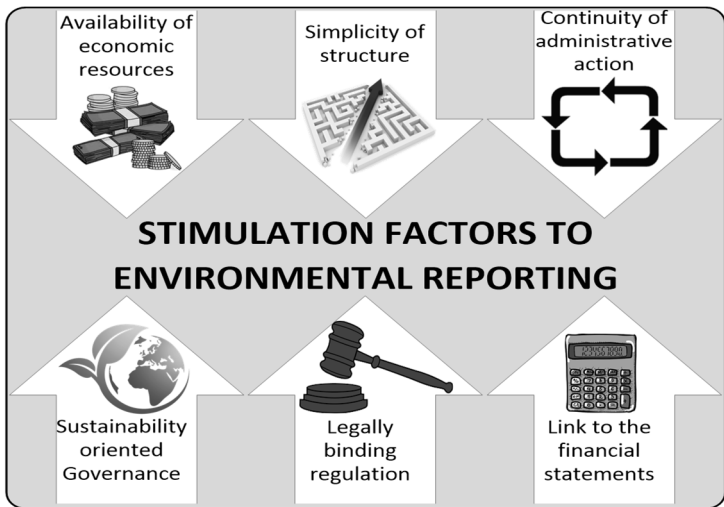 Availability of
economic
resources
Simplicity of
structure
Continuity of
administrative
action
STIMULATION FACTORS TO
ENVIRONMENTAL REPORTING
Sustainability
oriented
Governance
Legally
binding
regulation
Link to the
financial
statements